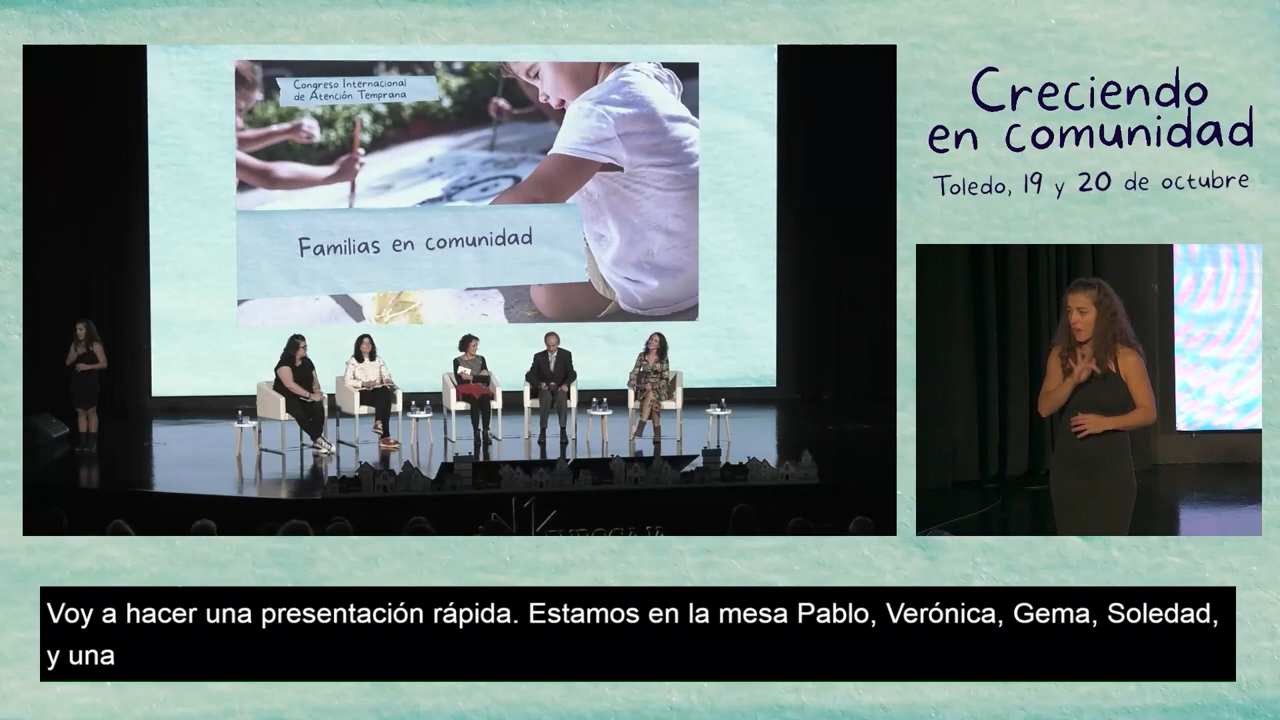 Congreso Internacional
de Atención Temprana
Familias en comunidad
Creciendo
en comunidad
Toledo, 19 y 20 de octubre
Voy a hacer una presentación rápida. Estamos en la mesa Pablo, Verónica, Gema, Soledad,
y una